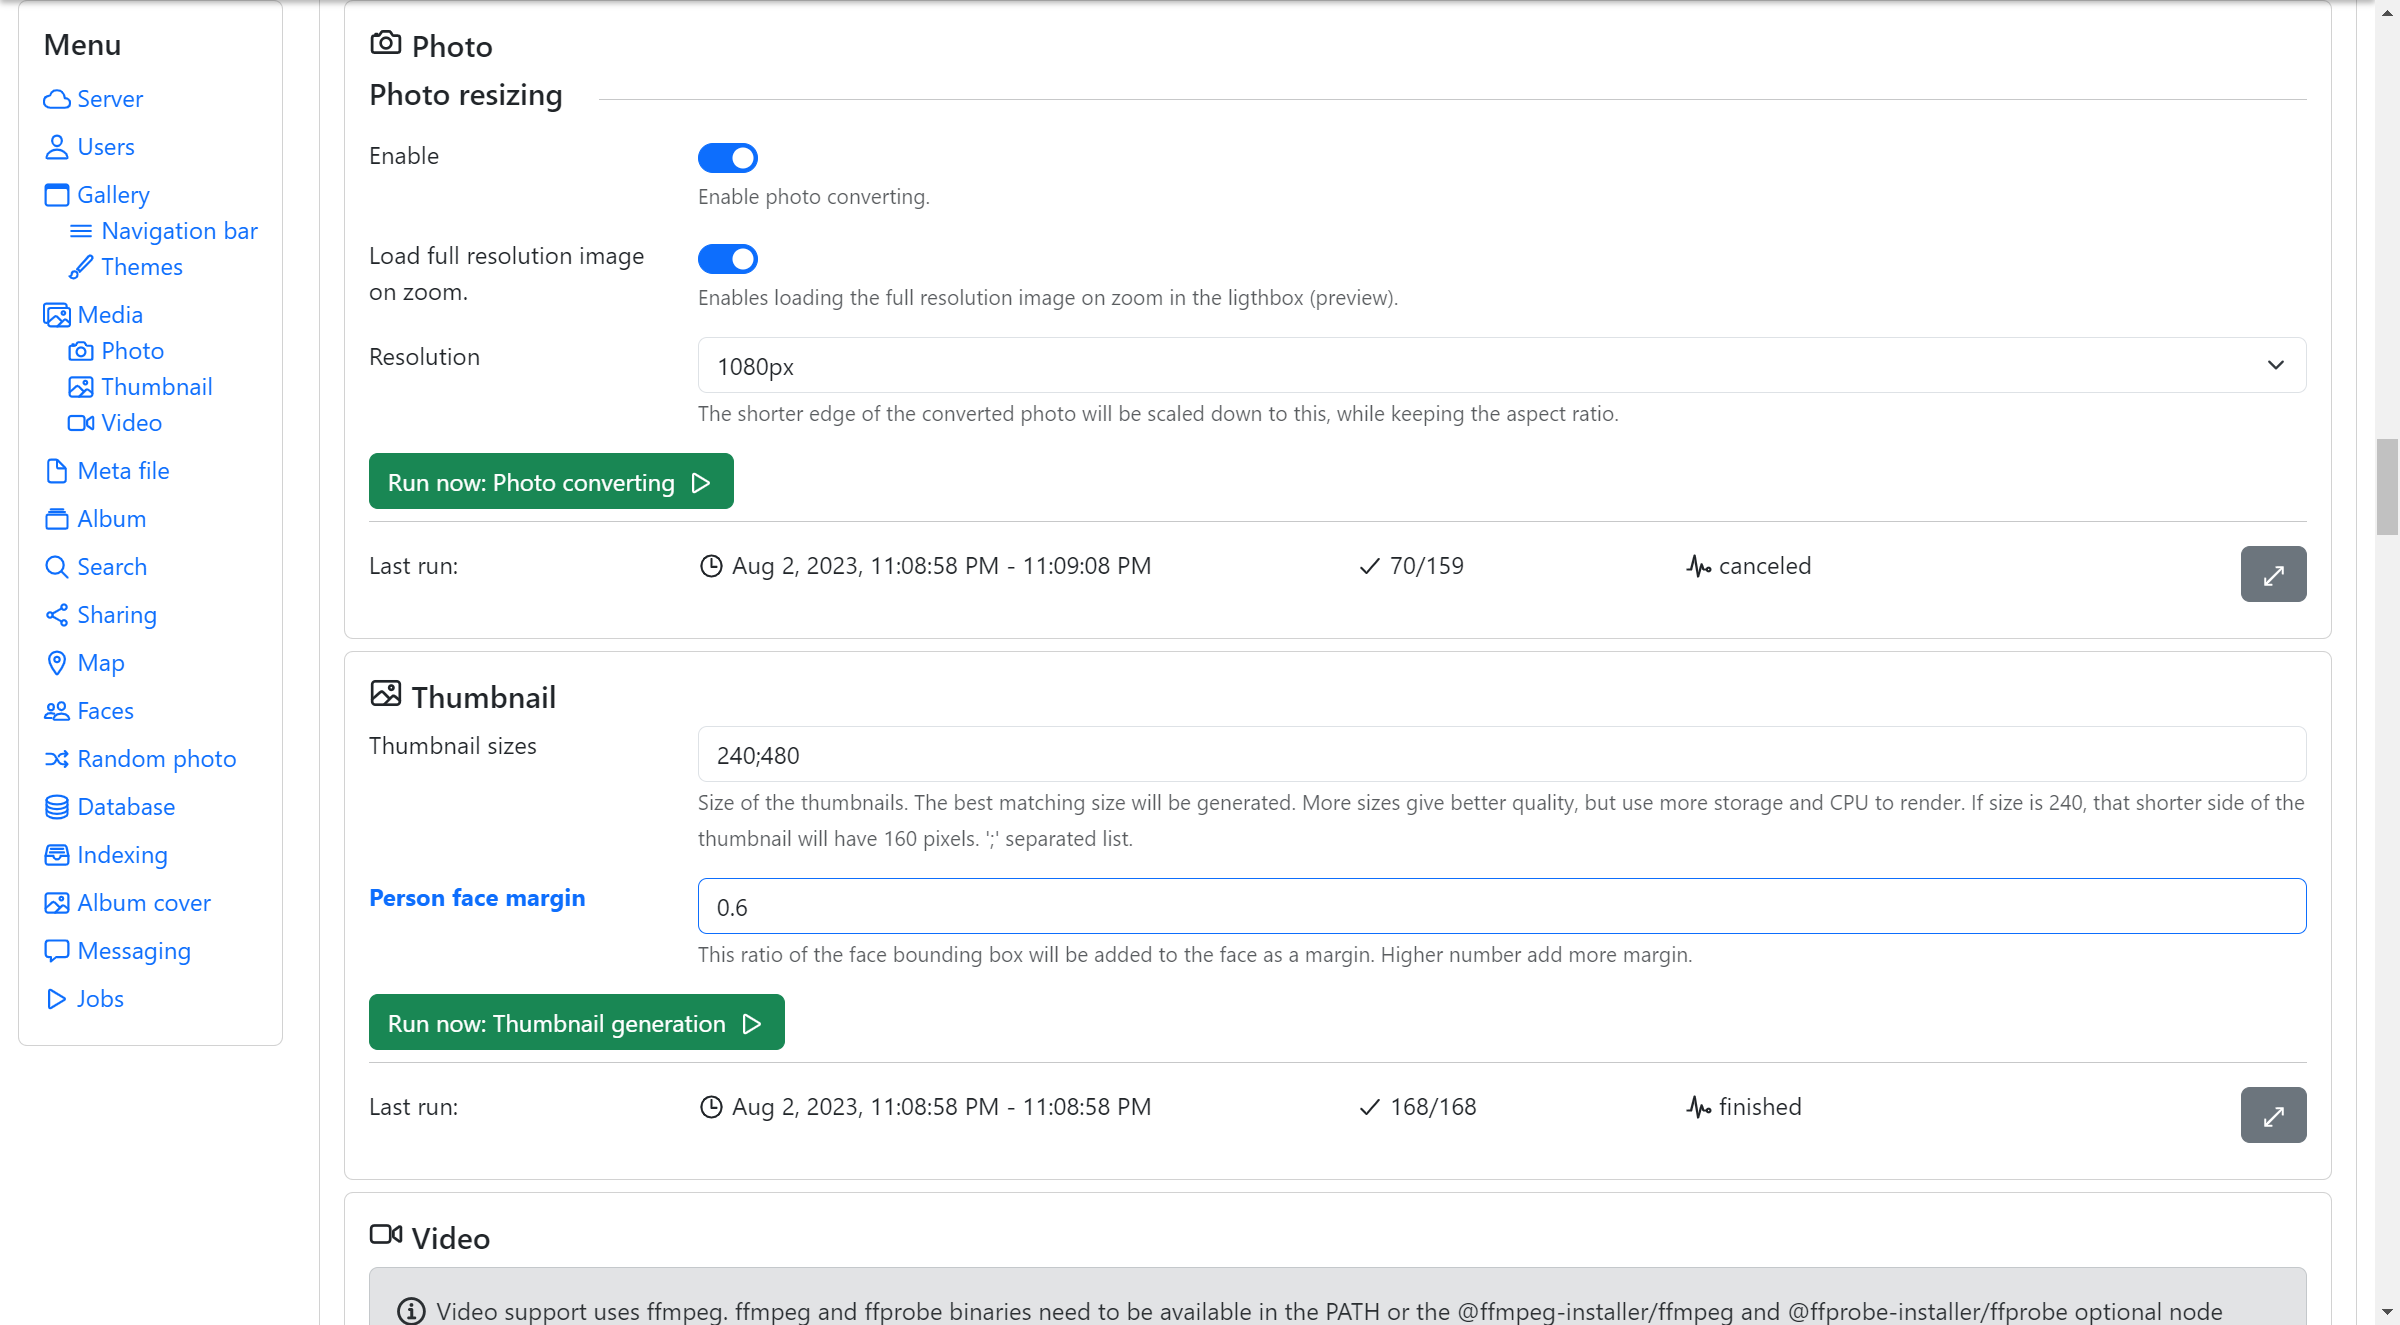 Menu
Server
Users
Gallery
Navigation bar
Themes
Media
Photo
Thumbnail
Video
Meta file
Album
Search
Sharing
Map
Faces
Random photo
Database
Indexing
Album cover
Messaging
Jobs
Photo
Photo resizing
Enable
Enable photo converting.
Load full resolution image
on zoom.
Enables loading the full resolution image on zoom in the ligthbox (preview).
Resolution
1080px
The shorter edge of the converted photo will be scaled down to this, while keeping the aspect ratio.
Run now: Photo converting
Last run: Aug 2, 2023, 11:08:58 PM - 11:09:08 PM 70/159 canceled
Thumbnail
Thumbnail sizes
240;480
Size of the thumbnails. The best matching size will be generated. More sizes give better quality, but use more storage and CPU to render. If size is 240, that shorter side of the
thumbnail will have 160 pixels. ';' separated list.
Person face margin
0.6
This ratio of the face bounding box will be added to the face as a margin. Higher number add more margin.
Run now: Thumbnail generation
Last run: Aug 2, 2023, 11:08:58 PM - 11:08:58 PM 168/168 finished
Video
Video support uses ffmpeg. ffmpeg and ffprobe binaries need to be available in the PATH or the @ffmpeg-installer/ffmpeg and @ffprobe-installer/ffprobe optional node